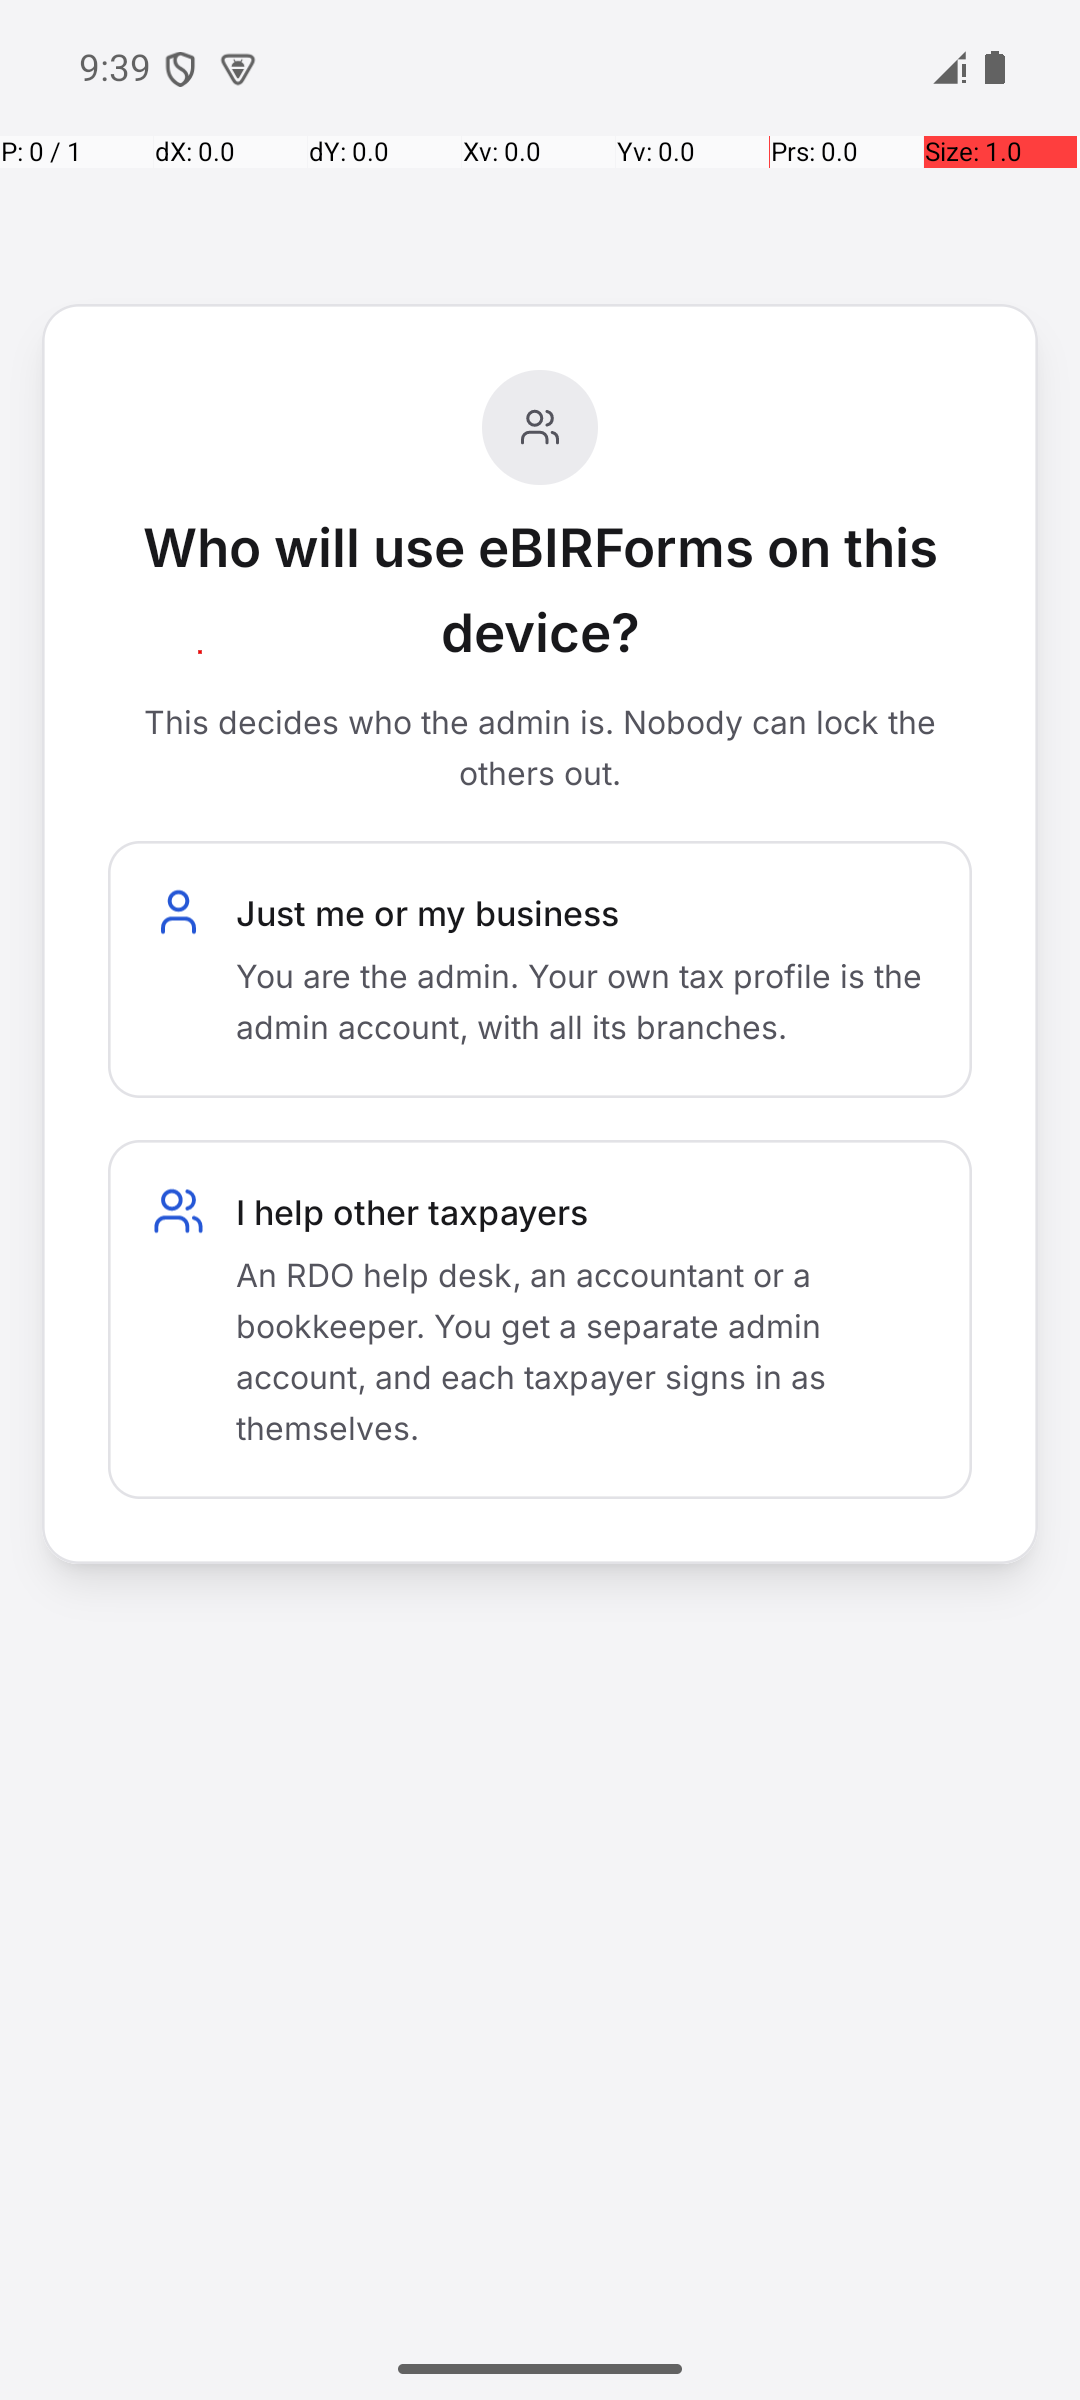 9:39
P: 0 / 1 dX: 0.0 dY: 0.0 Xv: 0.0 Yv: 0.0 Prs: 0.0 Size: 1.0
Who will use eBIRForms on this
device?
This decides who the admin is. Nobody can lock the
others out.
Just me or my business
You are the admin. Your own tax profile is the
admin account, with all its branches.
I help other taxpayers
An RDO help desk, an accountant or a
bookkeeper. You get a separate admin
account, and each taxpayer signs in as
themselves.